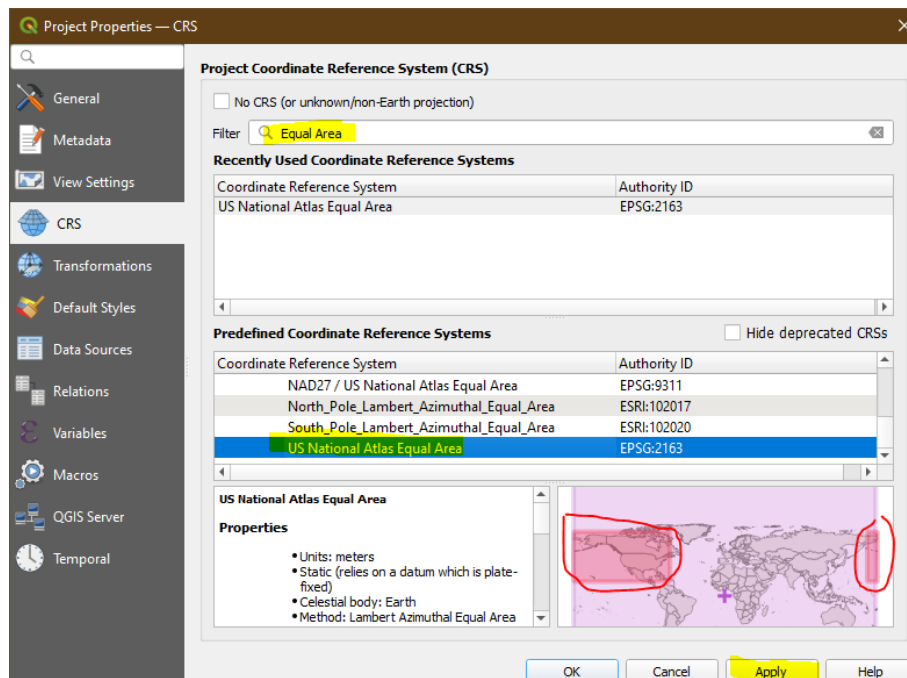 Project Properties — CRS
General
Metadata
View Settings
CRS
Transformations
Default Styles
Data Sources
Relations
Variables
Macros
QGIS Server
Temporal
Project Coordinate Reference System (CRS)
No CRS (or unknown/non-Earth projection)
Filter Equal Area
Recently Used Coordinate Reference Systems
Coordinate Reference System Authority ID
US National Atlas Equal Area EPSG:2163
Predefined Coordinate Reference Systems Hide deprecated CRSs
Coordinate Reference System Authority ID
NAD27 / US National Atlas Equal Area EPSG:9311
North_Pole_Lambert_Azimuthal_Equal_Area ESRI:102017
South_Pole_Lambert_Azimuthal_Equal_Area ESRI:102020
US National Atlas Equal Area EPSG:2163
US National Atlas Equal Area
Properties
• Units: meters
• Static (relies on a datum which is plate-
fixed)
• Celestial body: Earth
• Method: Lambert Azimuthal Equal Area
OK Cancel Apply Help